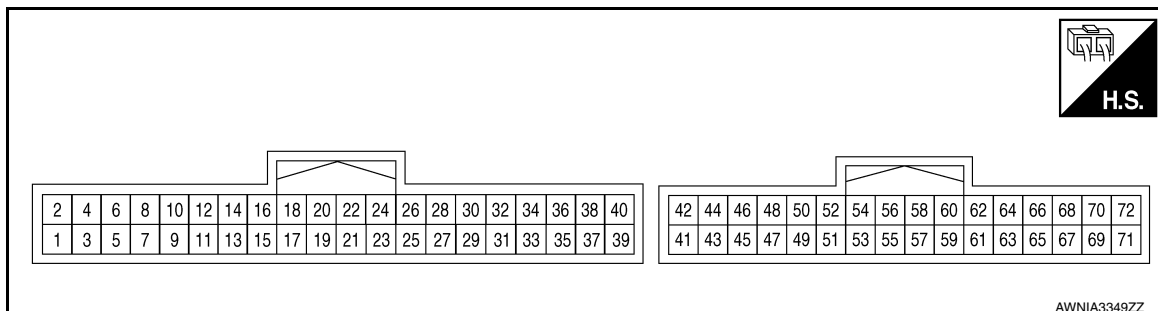 H.S.
2 4 6 8 10 12 14 16 18 20 22 24 26 28 30 32 34 36 38 40
1 3 5 7 9 11 13 15 17 19 21 23 25 27 29 31 33 35 37 39
42 44 46 48 50 52 54 56 58 60 62 64 66 68 70 72
41 43 45 47 49 51 53 55 57 59 61 63 65 67 69 71
AWNIA3349ZZ